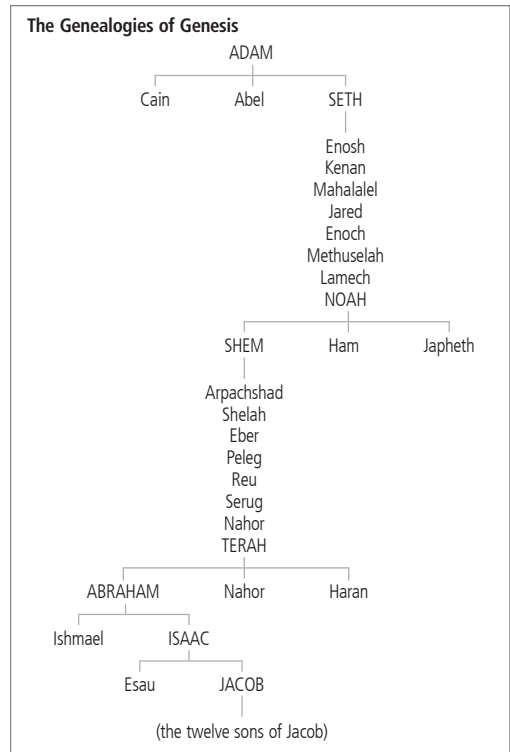 The Genealogies of Genesis
ADAM
Cain Abel SETH
Enosh
Kenan
Mahalalel
Jared
Enoch
Methuselah
Lamech
NOAH
SHEM Ham Japheth
Arpachshad
Shelah
Eber
Peleg
Reu
Serug
Nahor
TERAH
ABRAHAM Nahor Haran
Ishmael ISAAC
Esau JACOB
(the twelve sons of Jacob)